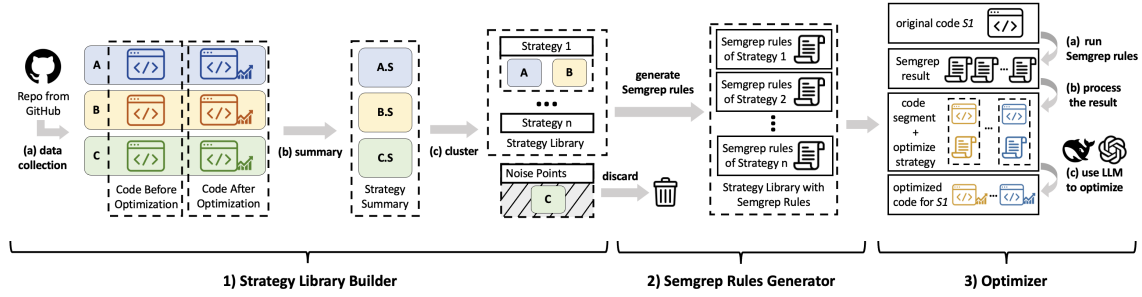 Repo from
GitHub
(a) data
collection
A
B
C
</>
</>
</>
</>
</>
</>
Code Before
Optimization
Code After
Optimization
(b) summary
A.S
B.S
C.S
Strategy
Summary
(c) cluster
Strategy 1
A
B
•••
Strategy n
Strategy Library
Noise Points
C
discard
generate
Semgrep rules
Semgrep rules
of Strategy 1
Semgrep rules
of Strategy 2
Semgrep rules
of Strategy n
Strategy Library with
Semgrep Rules
original code S1
</>
Semgrep
result
...
code
segment
+
optimize
strategy
</>
...
</>
optimized
code for S1
</>
...
</>
(a) run
Semgrep rules
(b) process
the result
(c) use LLM
to optimize
1) Strategy Library Builder
2) Semgrep Rules Generator
3) Optimizer